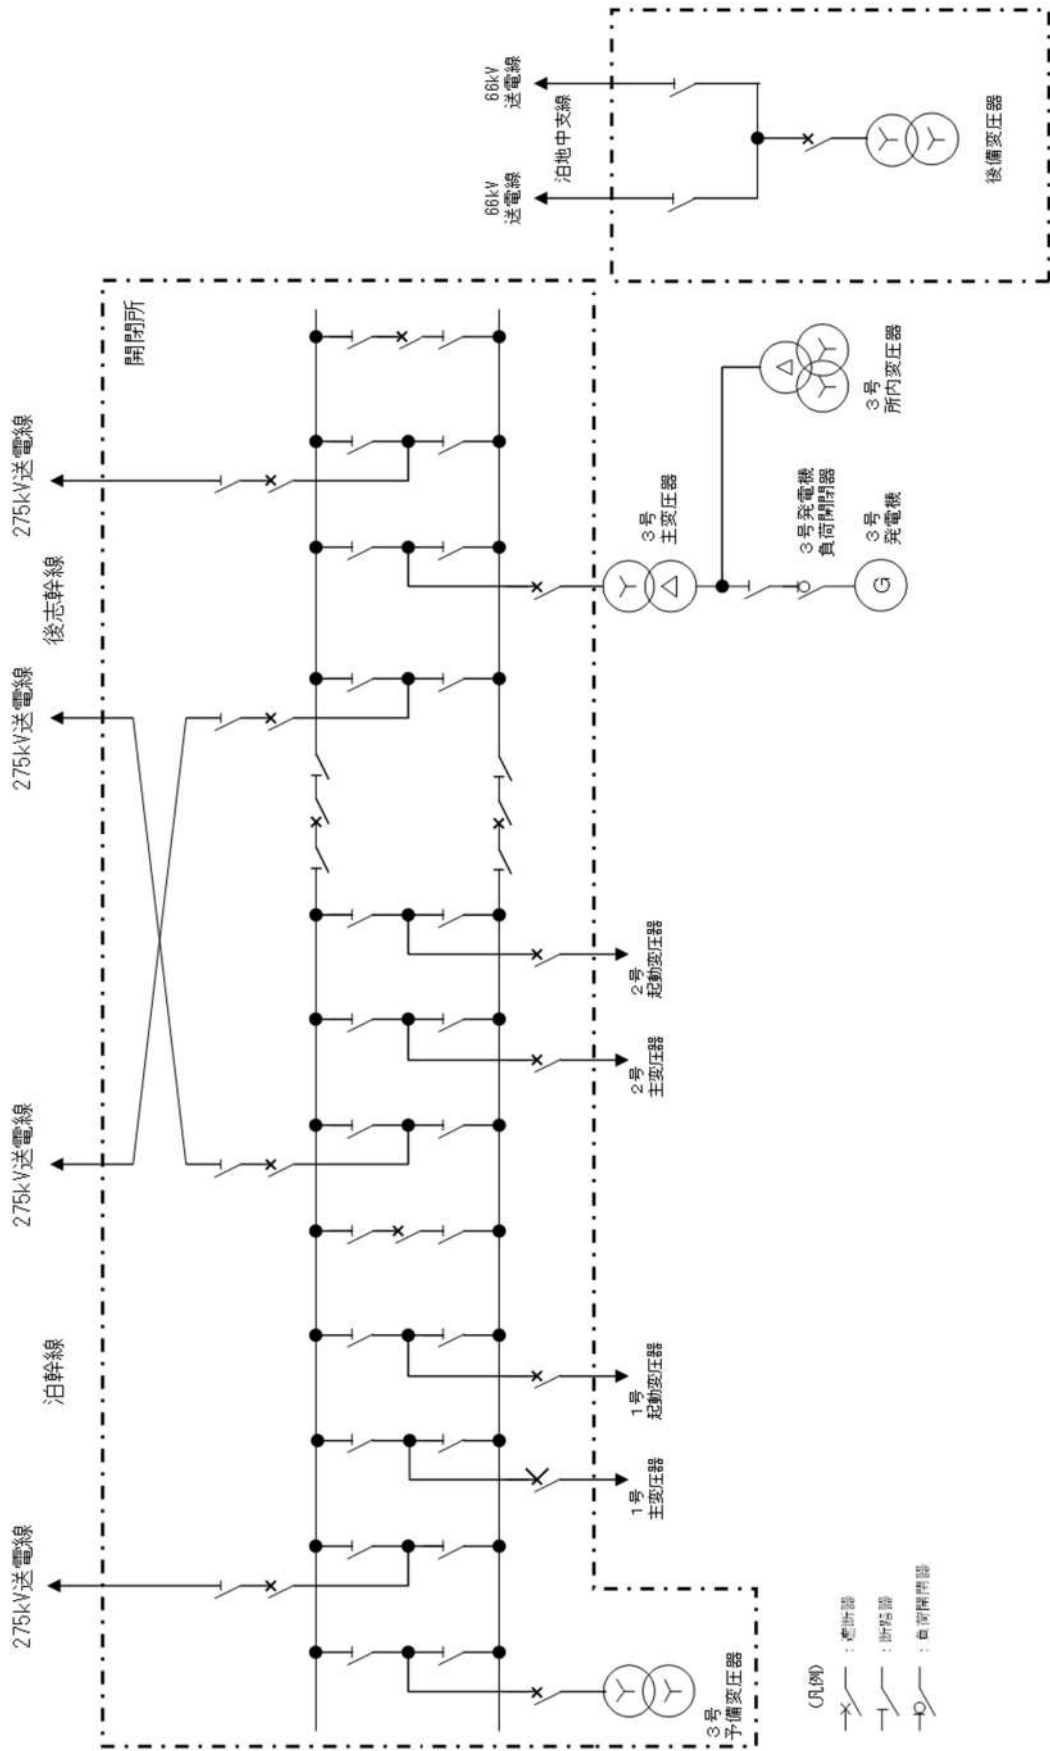 275kV送電線
泊幹線
275kV送電線
275kV送電線
後志幹線
275kV送電線
開閉所
66kV
送電線
66kV
送電線
泊地中支線
後備変圧器
3号
予備変圧器
1号
主変圧器
1号
起動変圧器
2号
主変圧器
2号
起動変圧器
3号
主変圧器
3号
所内変圧器
3号発電機
負荷開閉器
3号
発電機
G
(凡例)
：遮断器
：断路器
：負荷開閉器